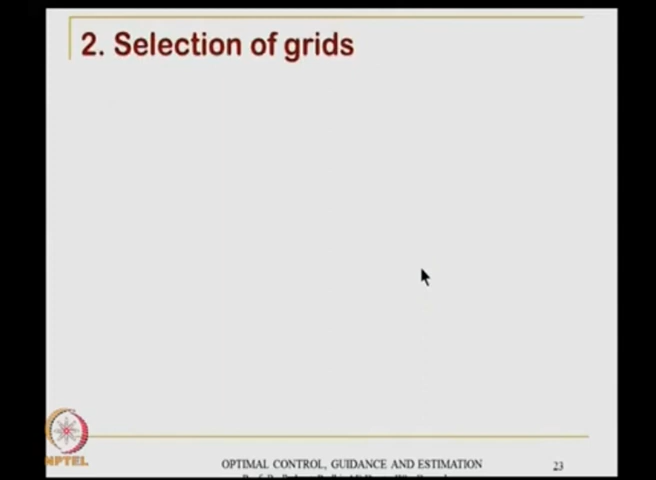 2. Selection of grids
NPTEL
OPTIMAL CONTROL, GUIDANCE AND ESTIMATION
23